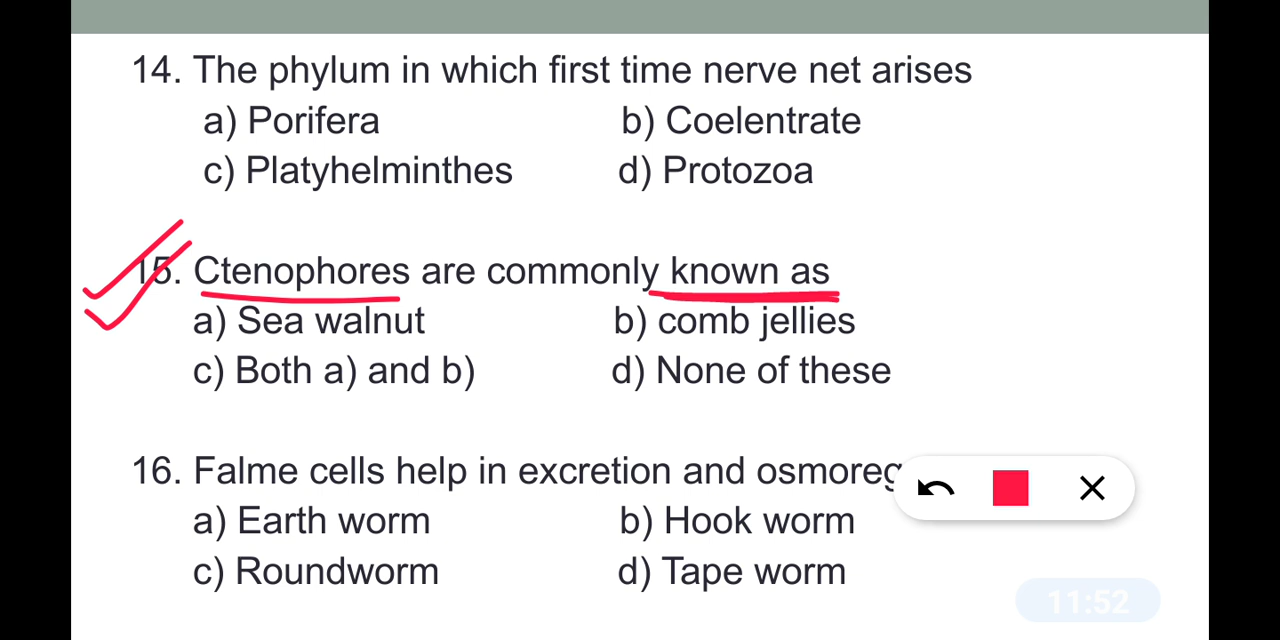 14. The phylum in which first time nerve net arises
a) Porifera b) Coelentrate
c) Platyhelminthes d) Protozoa
15. Ctenophores are commonly known as
a) Sea walnut b) comb jellies
c) Both a) and b) d) None of these
16. Falme cells help in excretion and osmoreg
a) Earth worm b) Hook worm
c) Roundworm d) Tape worm
11:52